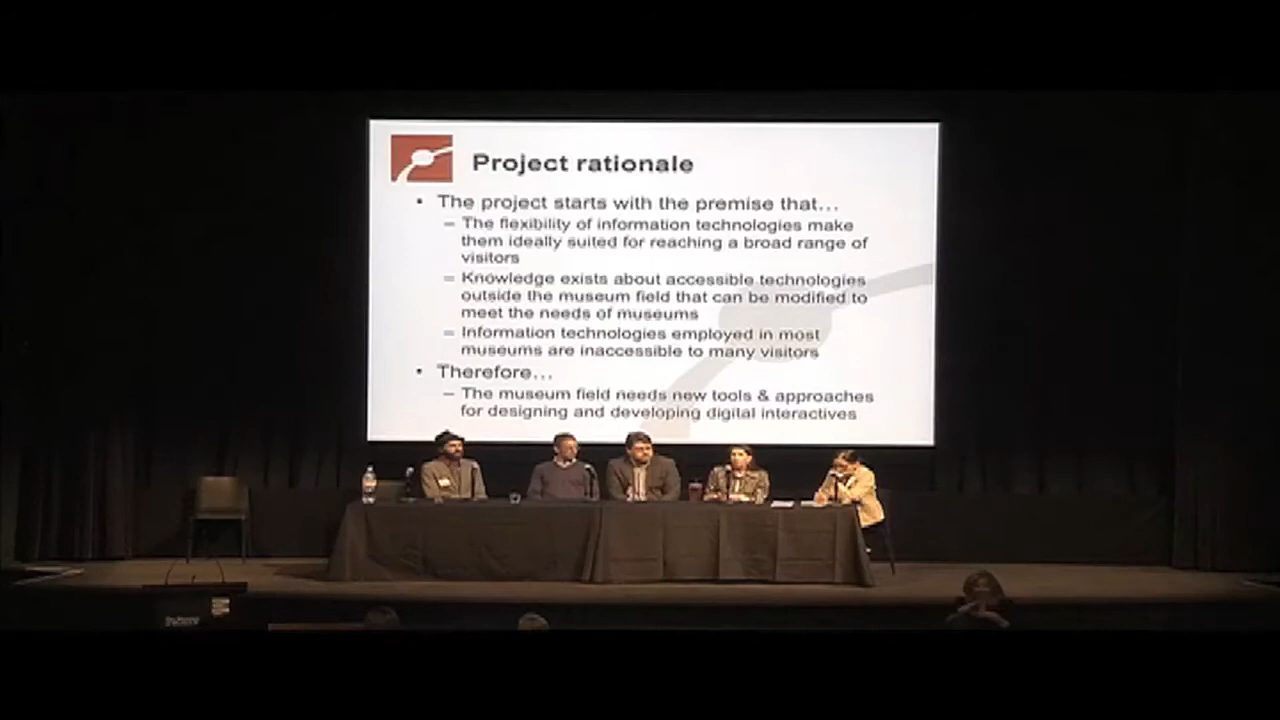 Project rationale
• The project starts with the premise that…
– The flexibility of information technologies make
them ideally suited for reaching a broad range of
visitors
– Knowledge exists about accessible technologies
outside the museum field that can be modified to
meet the needs of museums
– Information technologies employed in most
museums are inaccessible to many visitors
• Therefore…
– The museum field needs new tools & approaches
for designing and developing digital interactives